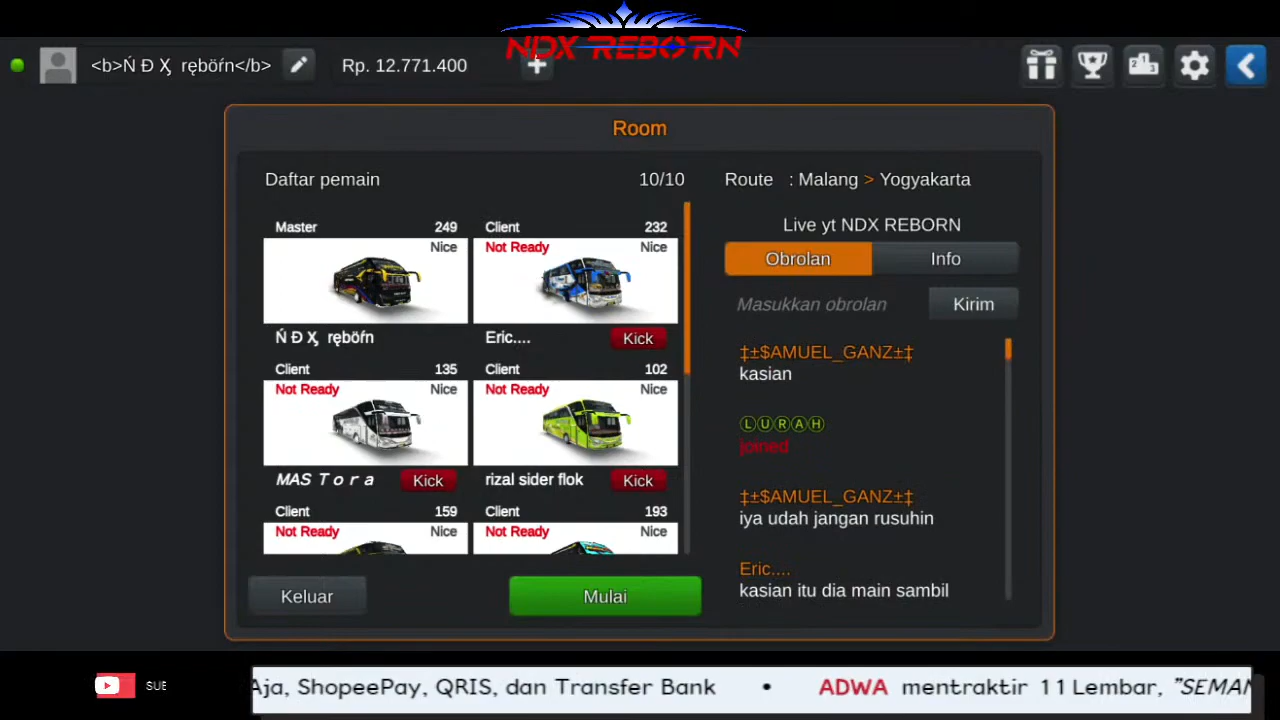 NDX REBORN
<b>Ń Đ Ҳ ręböŕn</b>
Rp. 12.771.400
Room
Daftar pemain
10/10
Route : Malang > Yogyakarta
Live yt NDX REBORN
Obrolan
Info
Masukkan obrolan
Kirim
Master
249
Nice
Ń Đ Ҳ ręböŕn
Client
232
Not Ready
Nice
Eric....
Kick
Client
135
Not Ready
Nice
MAS T o r a
Kick
Client
102
Not Ready
Nice
rizal sider flok
Kick
Client
159
Not Ready
Nice
Client
193
Not Ready
Nice
‡±$AMUEL_GANZ±‡
kasian
ⓁⓊⓇⒶⒽ
joined
‡±$AMUEL_GANZ±‡
iya udah jangan rusuhin
Eric....
kasian itu dia main sambil
Keluar
Mulai
SUB
Aja, ShopeePay, QRIS, dan Transfer Bank • ADWA mentraktir 11 Lembar, "SEMAN